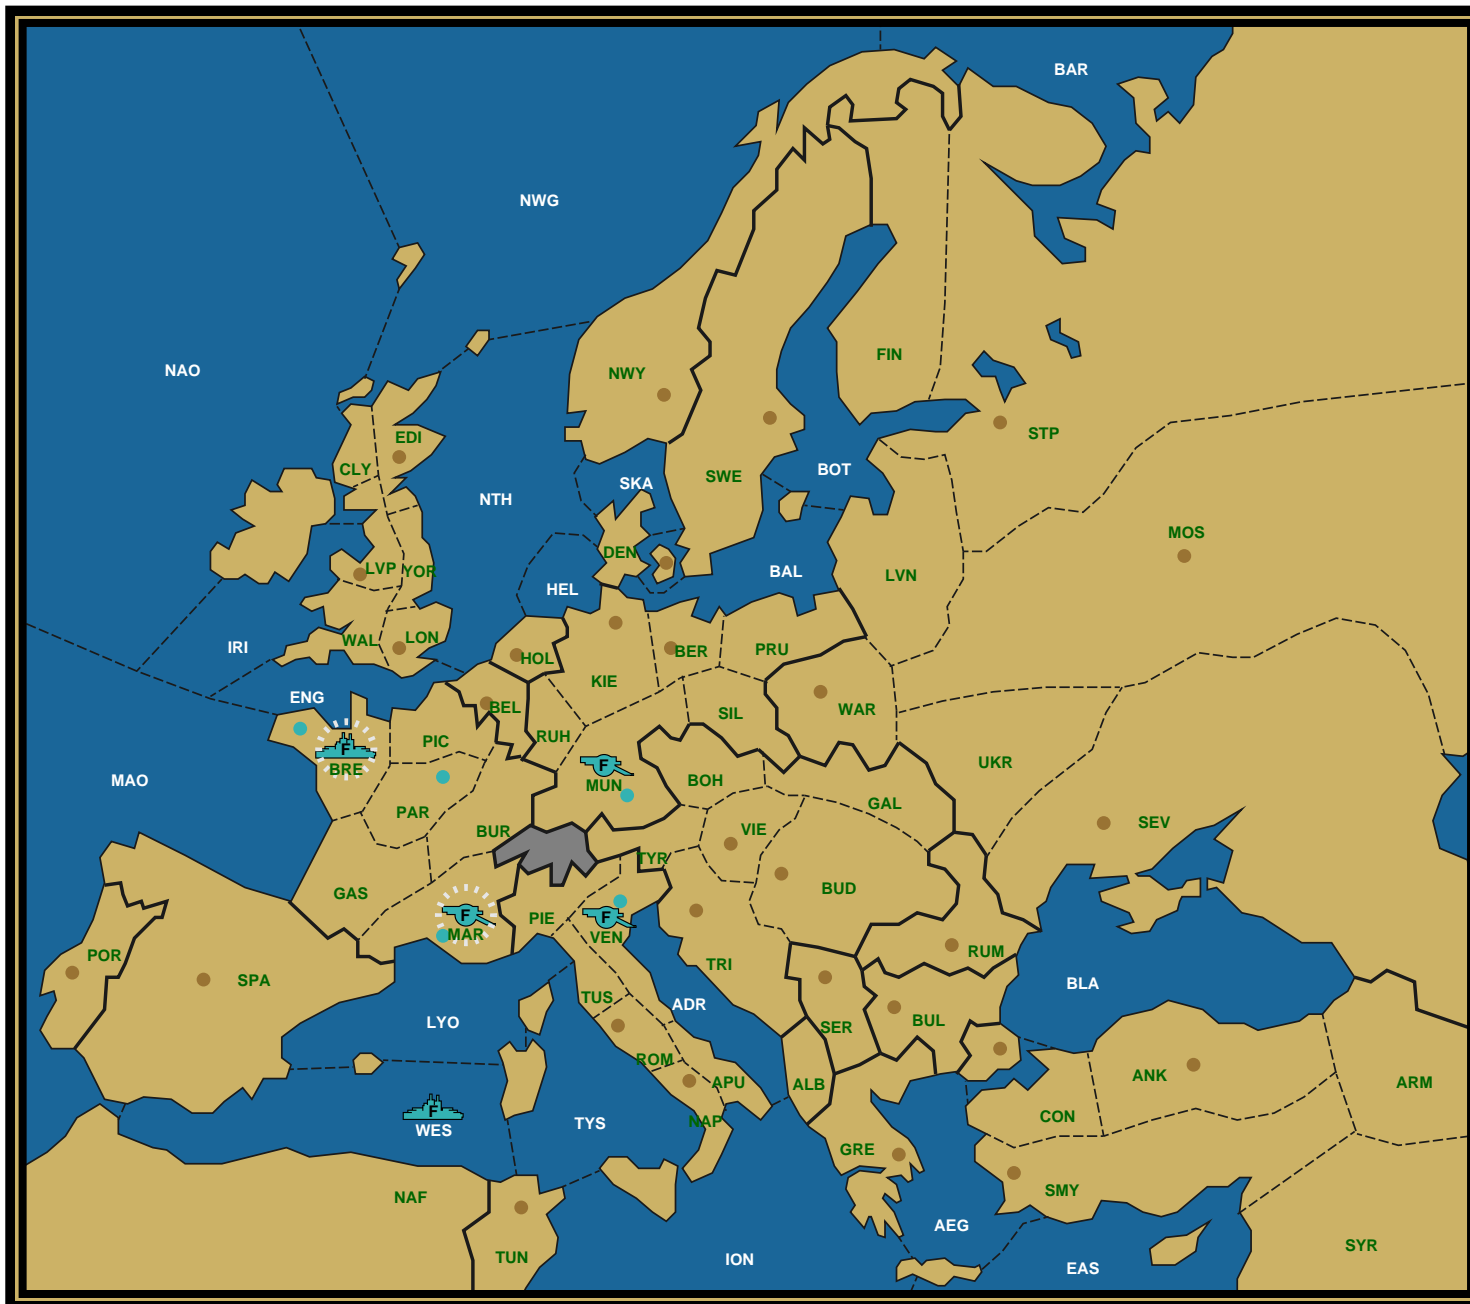 BAR
NWG
NAO
FIN
NWY
EDI
STP
CLY
SWE
BOT
SKA
NTH
MOS
DEN
LVP
YOR
BAL
LVN
HEL
IRI
WAL
LON
HOL
BER
PRU
KIE
ENG
BEL
SIL
WAR
RUH
PIC
F
BRE
F
MUN
BOH
UKR
MAO
PAR
GAL
BUR
VIE
SEV
TYR
GAS
BUD
F
MAR
PIE
F
VEN
POR
SPA
TRI
RUM
BLA
TUS
ADR
LYO
BUL
SER
ROM
APU
ALB
ANK
ARM
F
WES
TYS
NAP
CON
GRE
NAF
SMY
AEG
TUN
ION
EAS
SYR